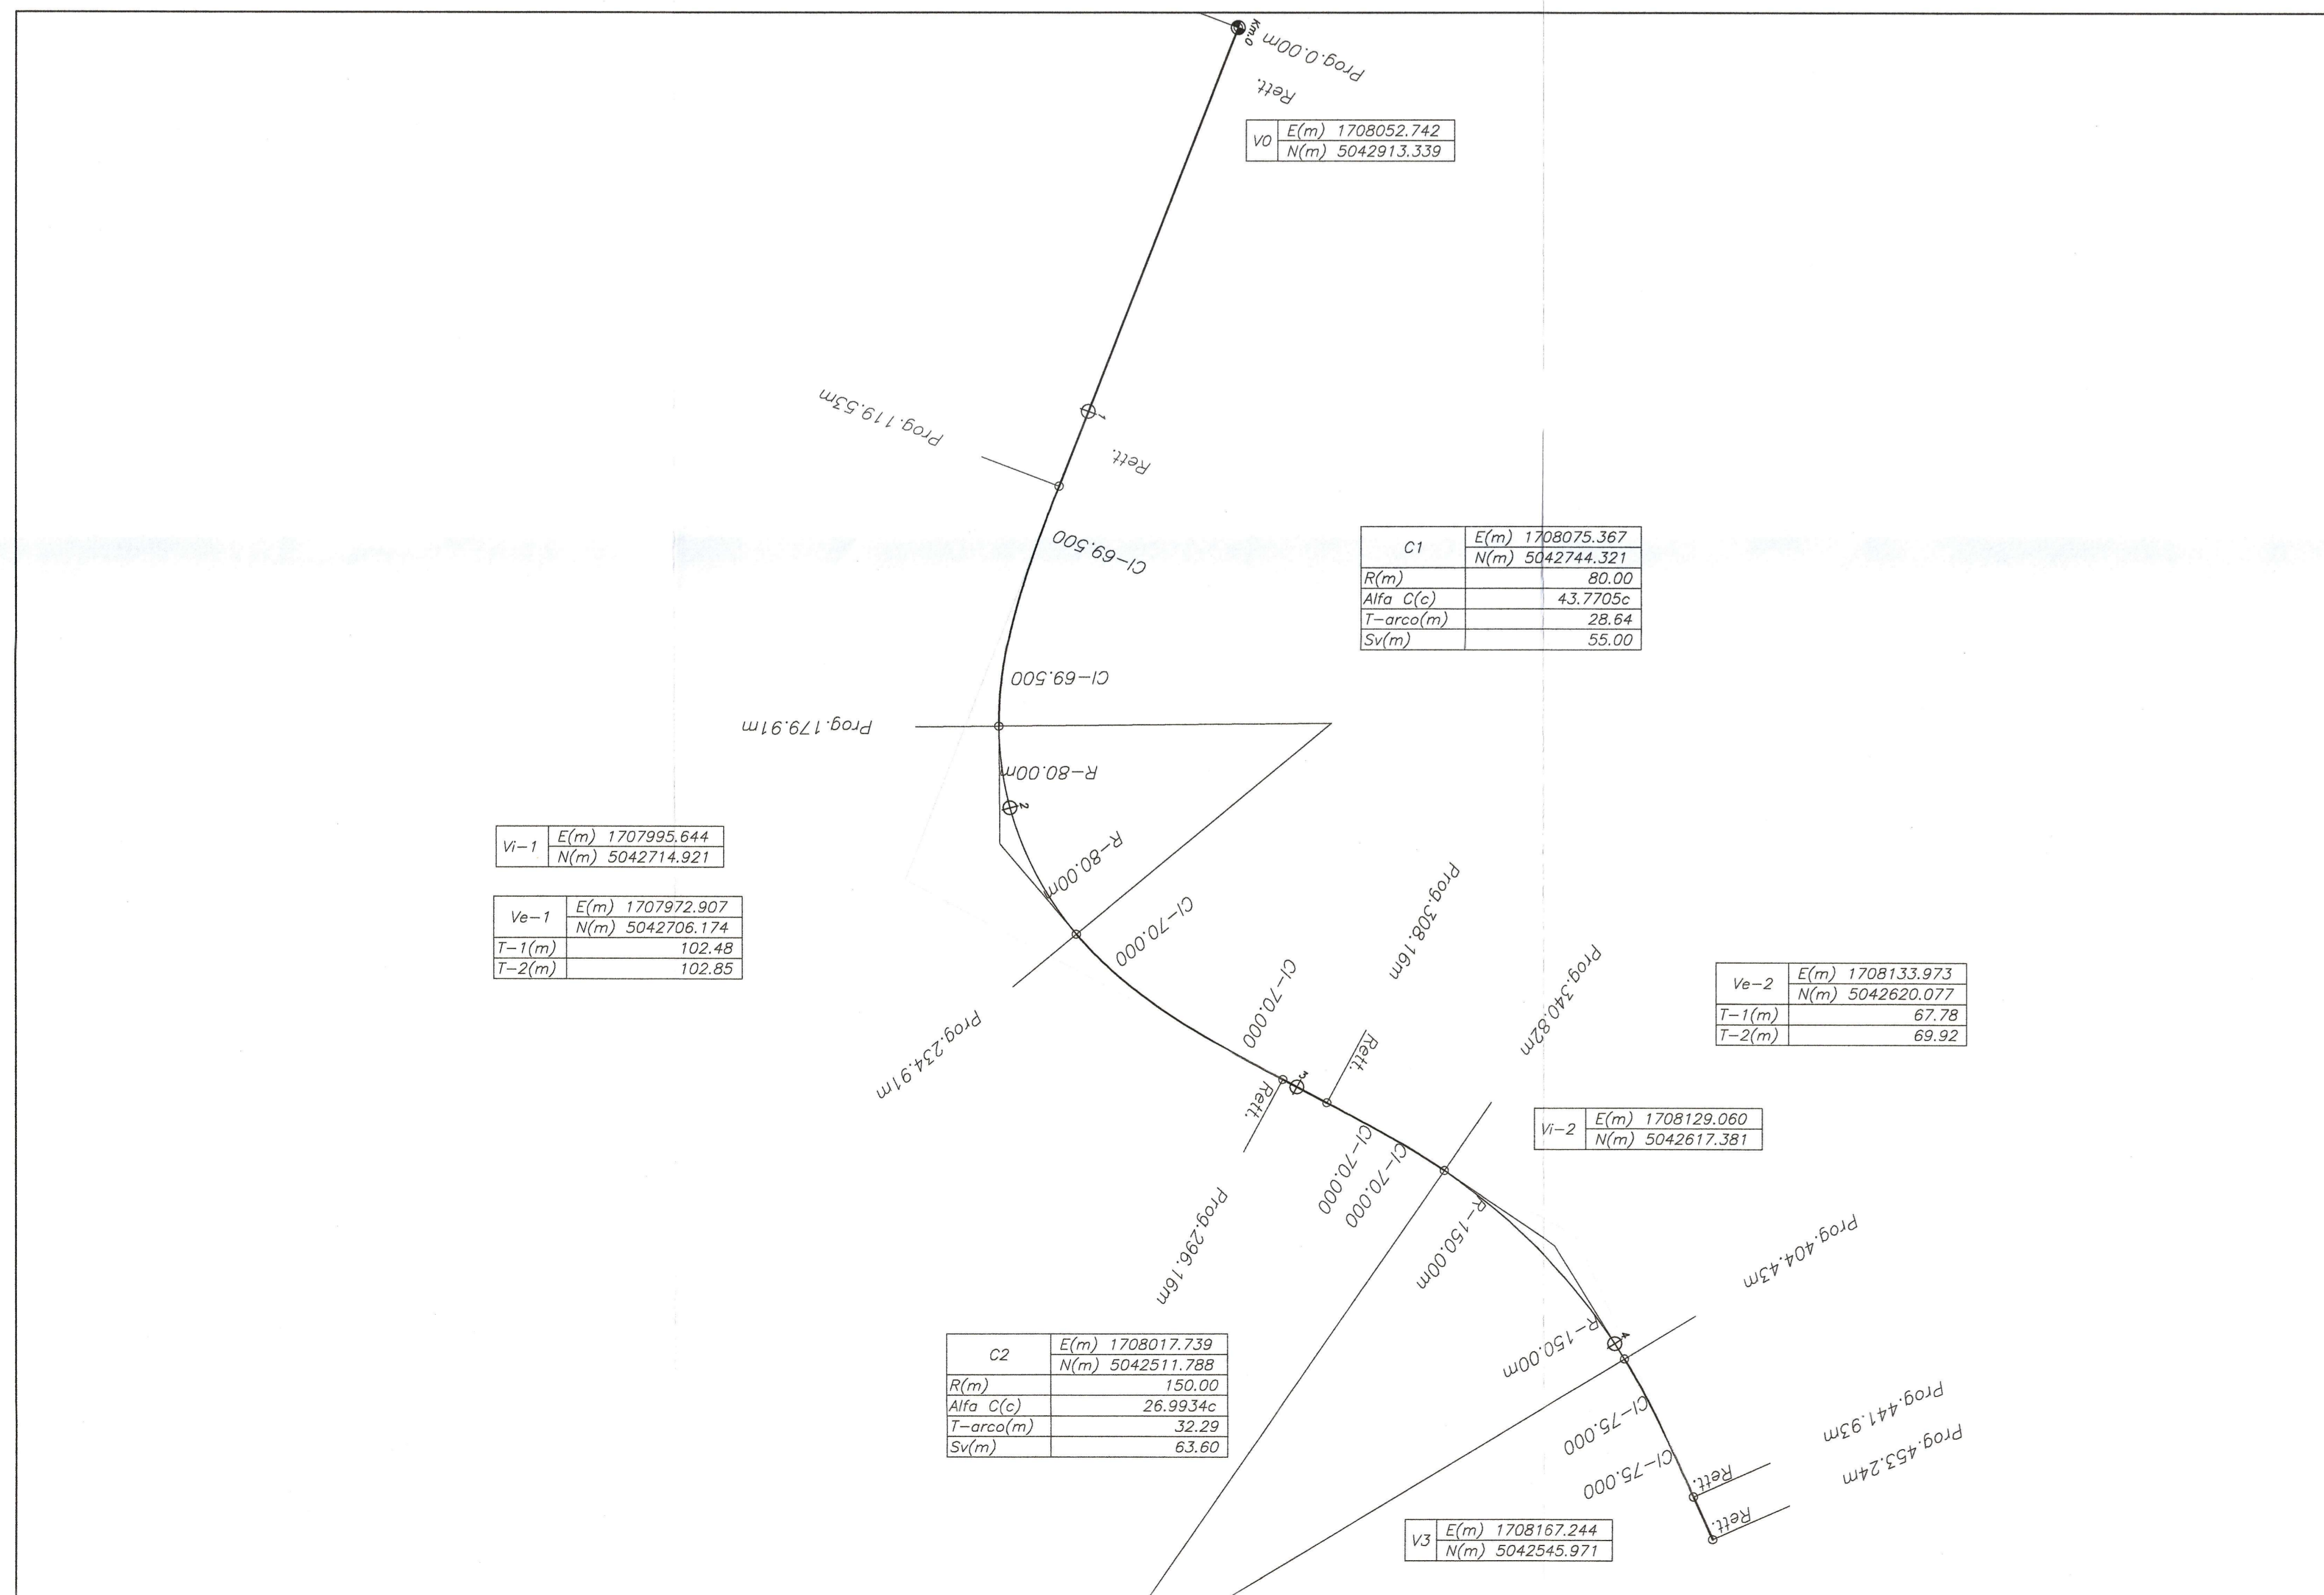 Km.0
Prog.0.00m
Rett.
V0
E(m) 1708052.742
N(m) 5042913.339
Prog.119.53m
1
Rett.
Cl-69.500
C1
E(m) 1708075.367
N(m) 5042744.321
R(m) 80.00
Alfa C(c) 43.7705c
T-arco(m) 28.64
Sv(m) 55.00
Cl-69.500
Prog.179.91m
R-80.00m
2
Vi-1
E(m) 1707995.644
N(m) 5042714.921
R-80.00m
Ve-1
E(m) 1707972.907
N(m) 5042706.174
T-1(m) 102.48
T-2(m) 102.85
Cl-70.000
Prog.234.91m
Cl-70.000
Prog.308.16m
Prog.340.82m
Ve-2
E(m) 1708133.973
N(m) 5042620.077
T-1(m) 67.78
T-2(m) 69.92
Rett.
3
Rett.
Vi-2
E(m) 1708129.060
N(m) 5042617.381
Cl-70.000
Cl-70.000
Prog.296.16m
R-150.00m
Prog.404.43m
C2
E(m) 1708017.739
N(m) 5042511.788
R(m) 150.00
Alfa C(c) 26.9934c
T-arco(m) 32.29
Sv(m) 63.60
4
R-150.00m
Cl-75.000
Prog.441.93m
Cl-75.000
Rett.
Prog.453.24m
Rett.
V3
E(m) 1708167.244
N(m) 5042545.971